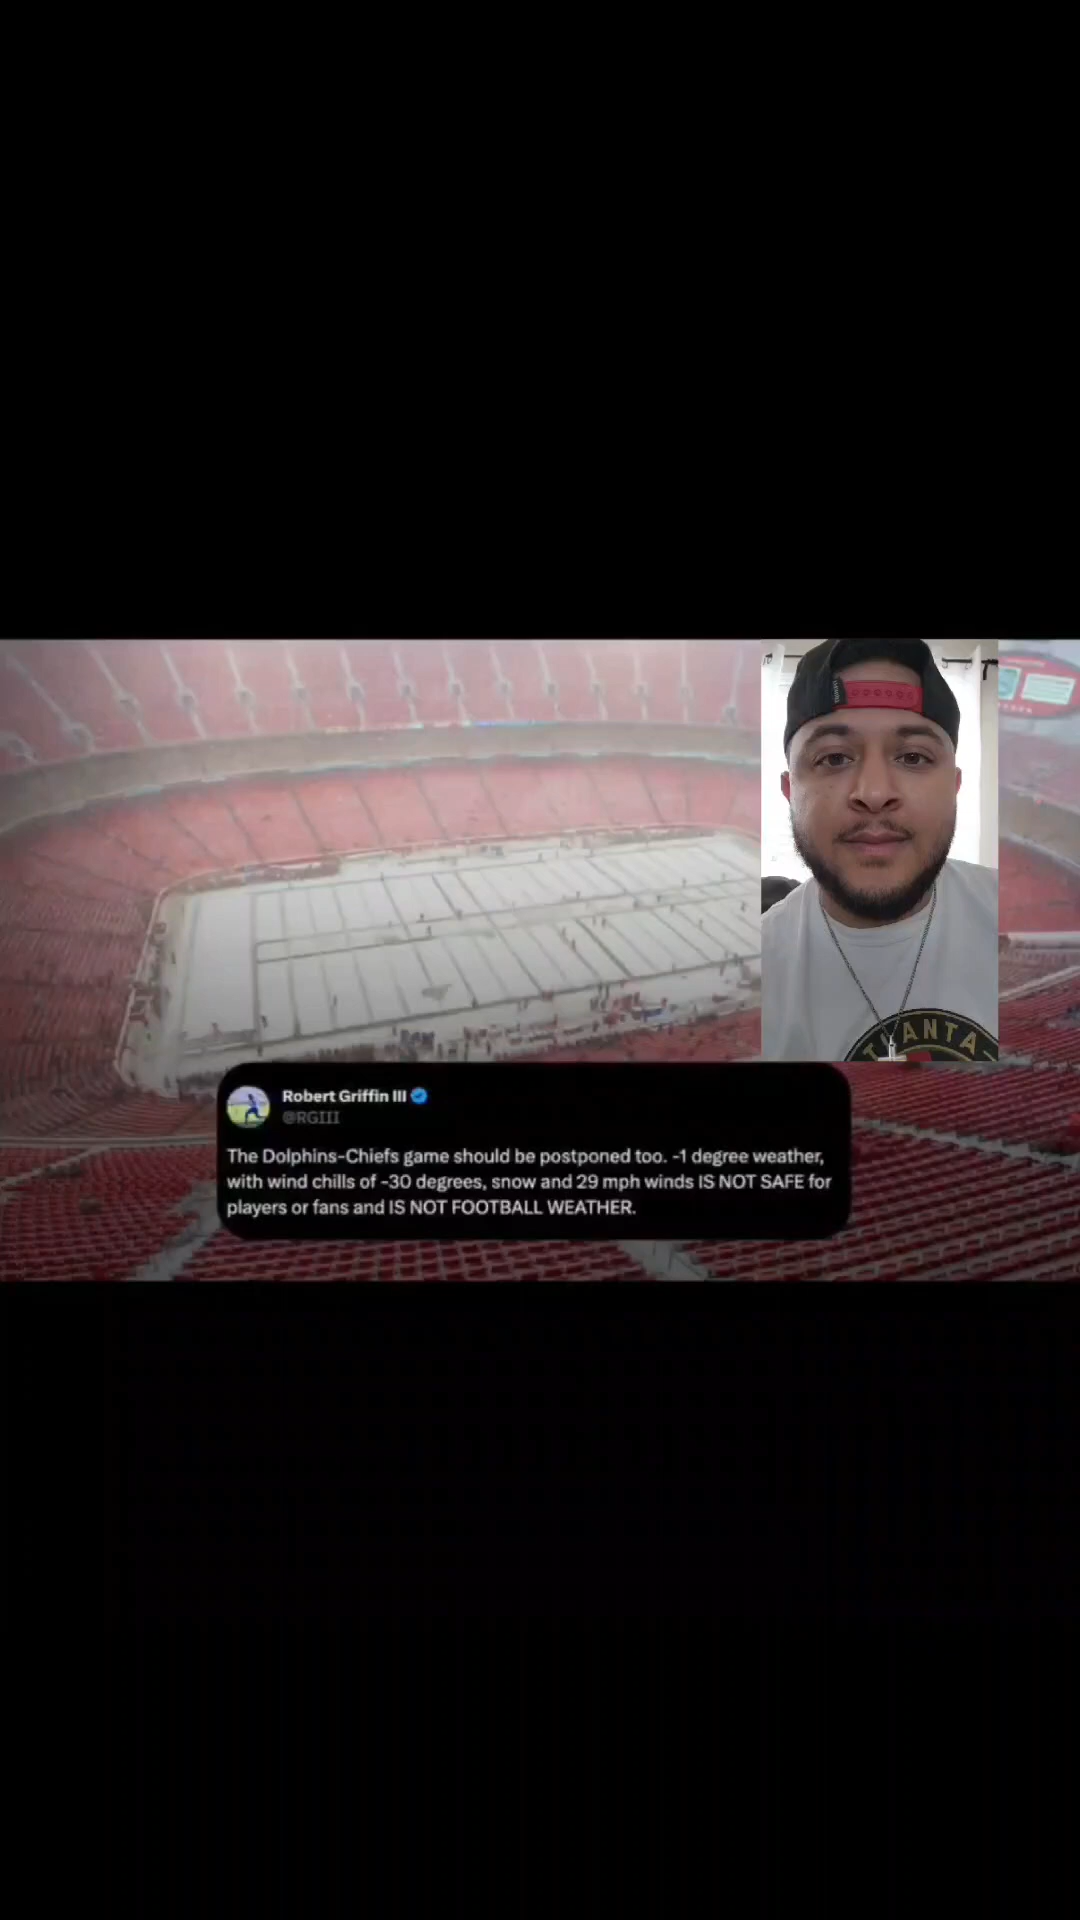 ATLANTA
Robert Griffin III
@RGIII
The Dolphins-Chiefs game should be postponed too. -1 degree weather,
with wind chills of -30 degrees, snow and 29 mph winds IS NOT SAFE for
players or fans and IS NOT FOOTBALL WEATHER.